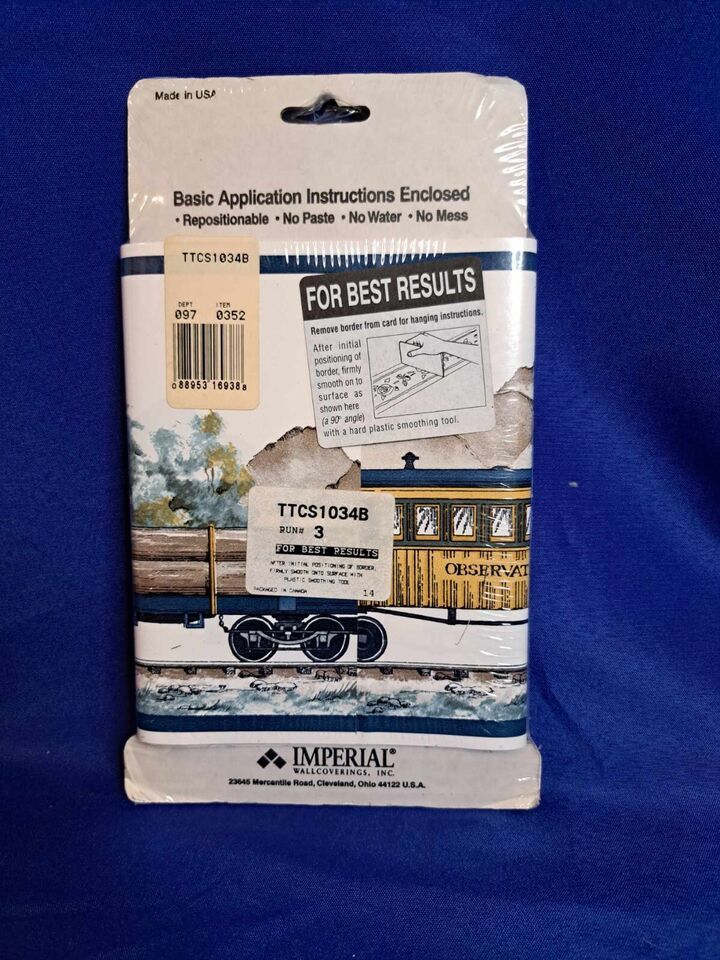 Made in USA
Basic Application Instructions Enclosed
• Repositionable • No Paste • No Water • No Mess
TTCS1034B
DEPT ITEM
097 0352
0 88953 16938 8
FOR BEST RESULTS
Remove border from card for hanging instructions.
After initial
positioning of
border, firmly
smooth on to
surface as
shown here
(a 90° angle)
with a hard plastic smoothing tool.
TTCS1034B
RUN# 3
FOR BEST RESULTS
AFTER INITIAL POSITIONING OF BORDER,
FIRMLY SMOOTH ONTO SURFACE WITH
PLASTIC SMOOTHING TOOL
PACKAGED IN CANADA 14
OBSERVAT
IMPERIAL®
WALLCOVERINGS, INC.
23645 Mercantile Road, Cleveland, Ohio 44122 U.S.A.